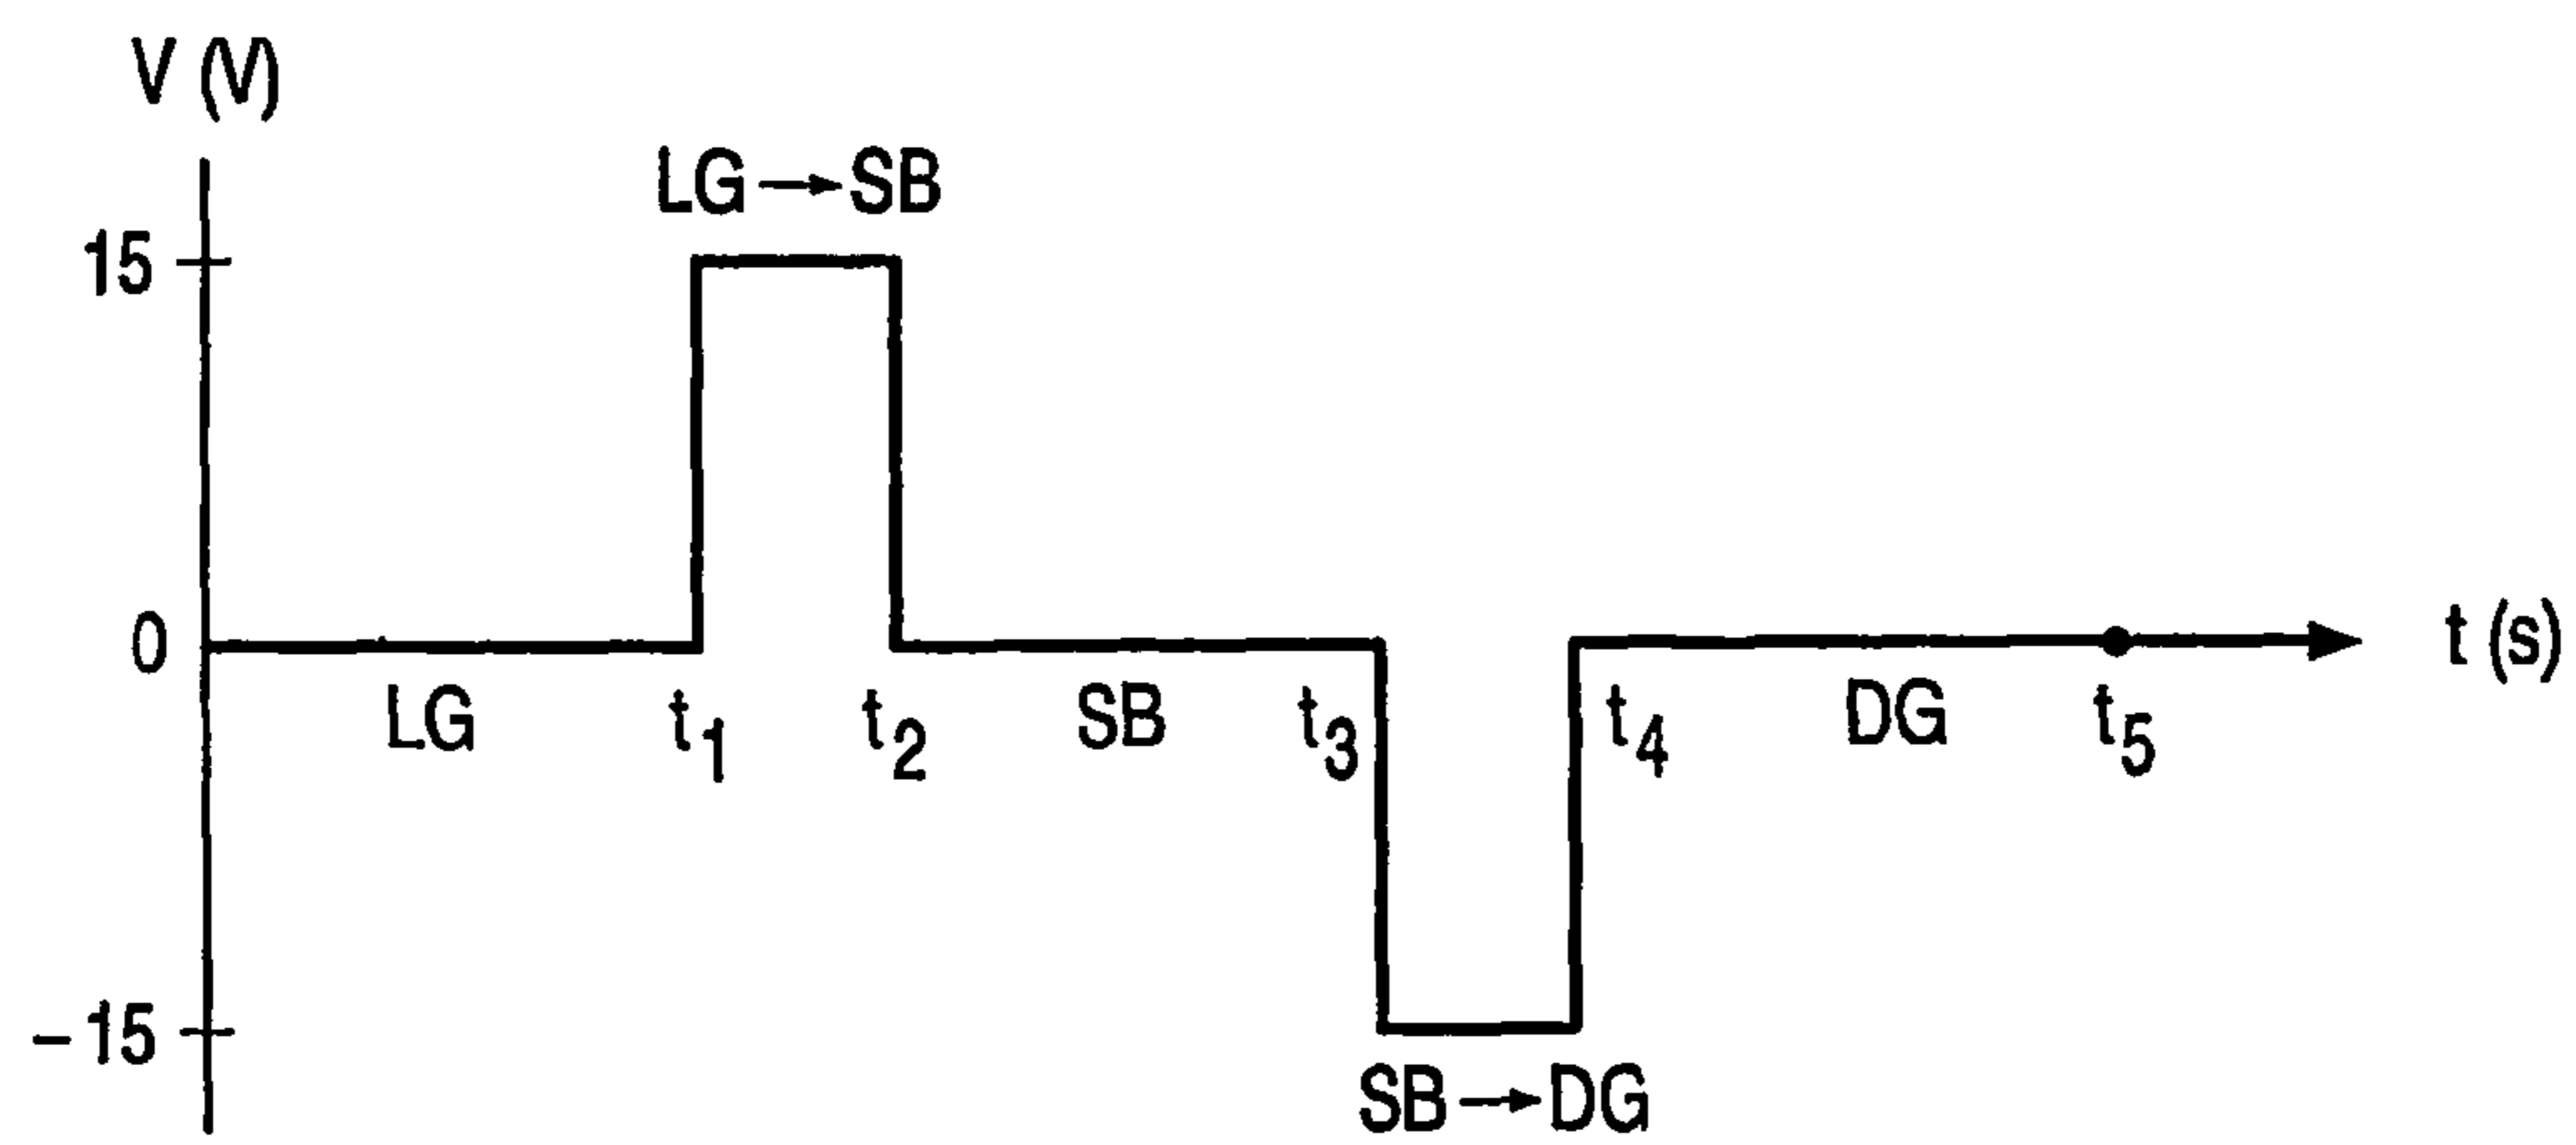 V (V)
LG→SB
15
0
t (s)
LG
t1
t2
SB
t3
t4
DG
t5
–15
SB→DG